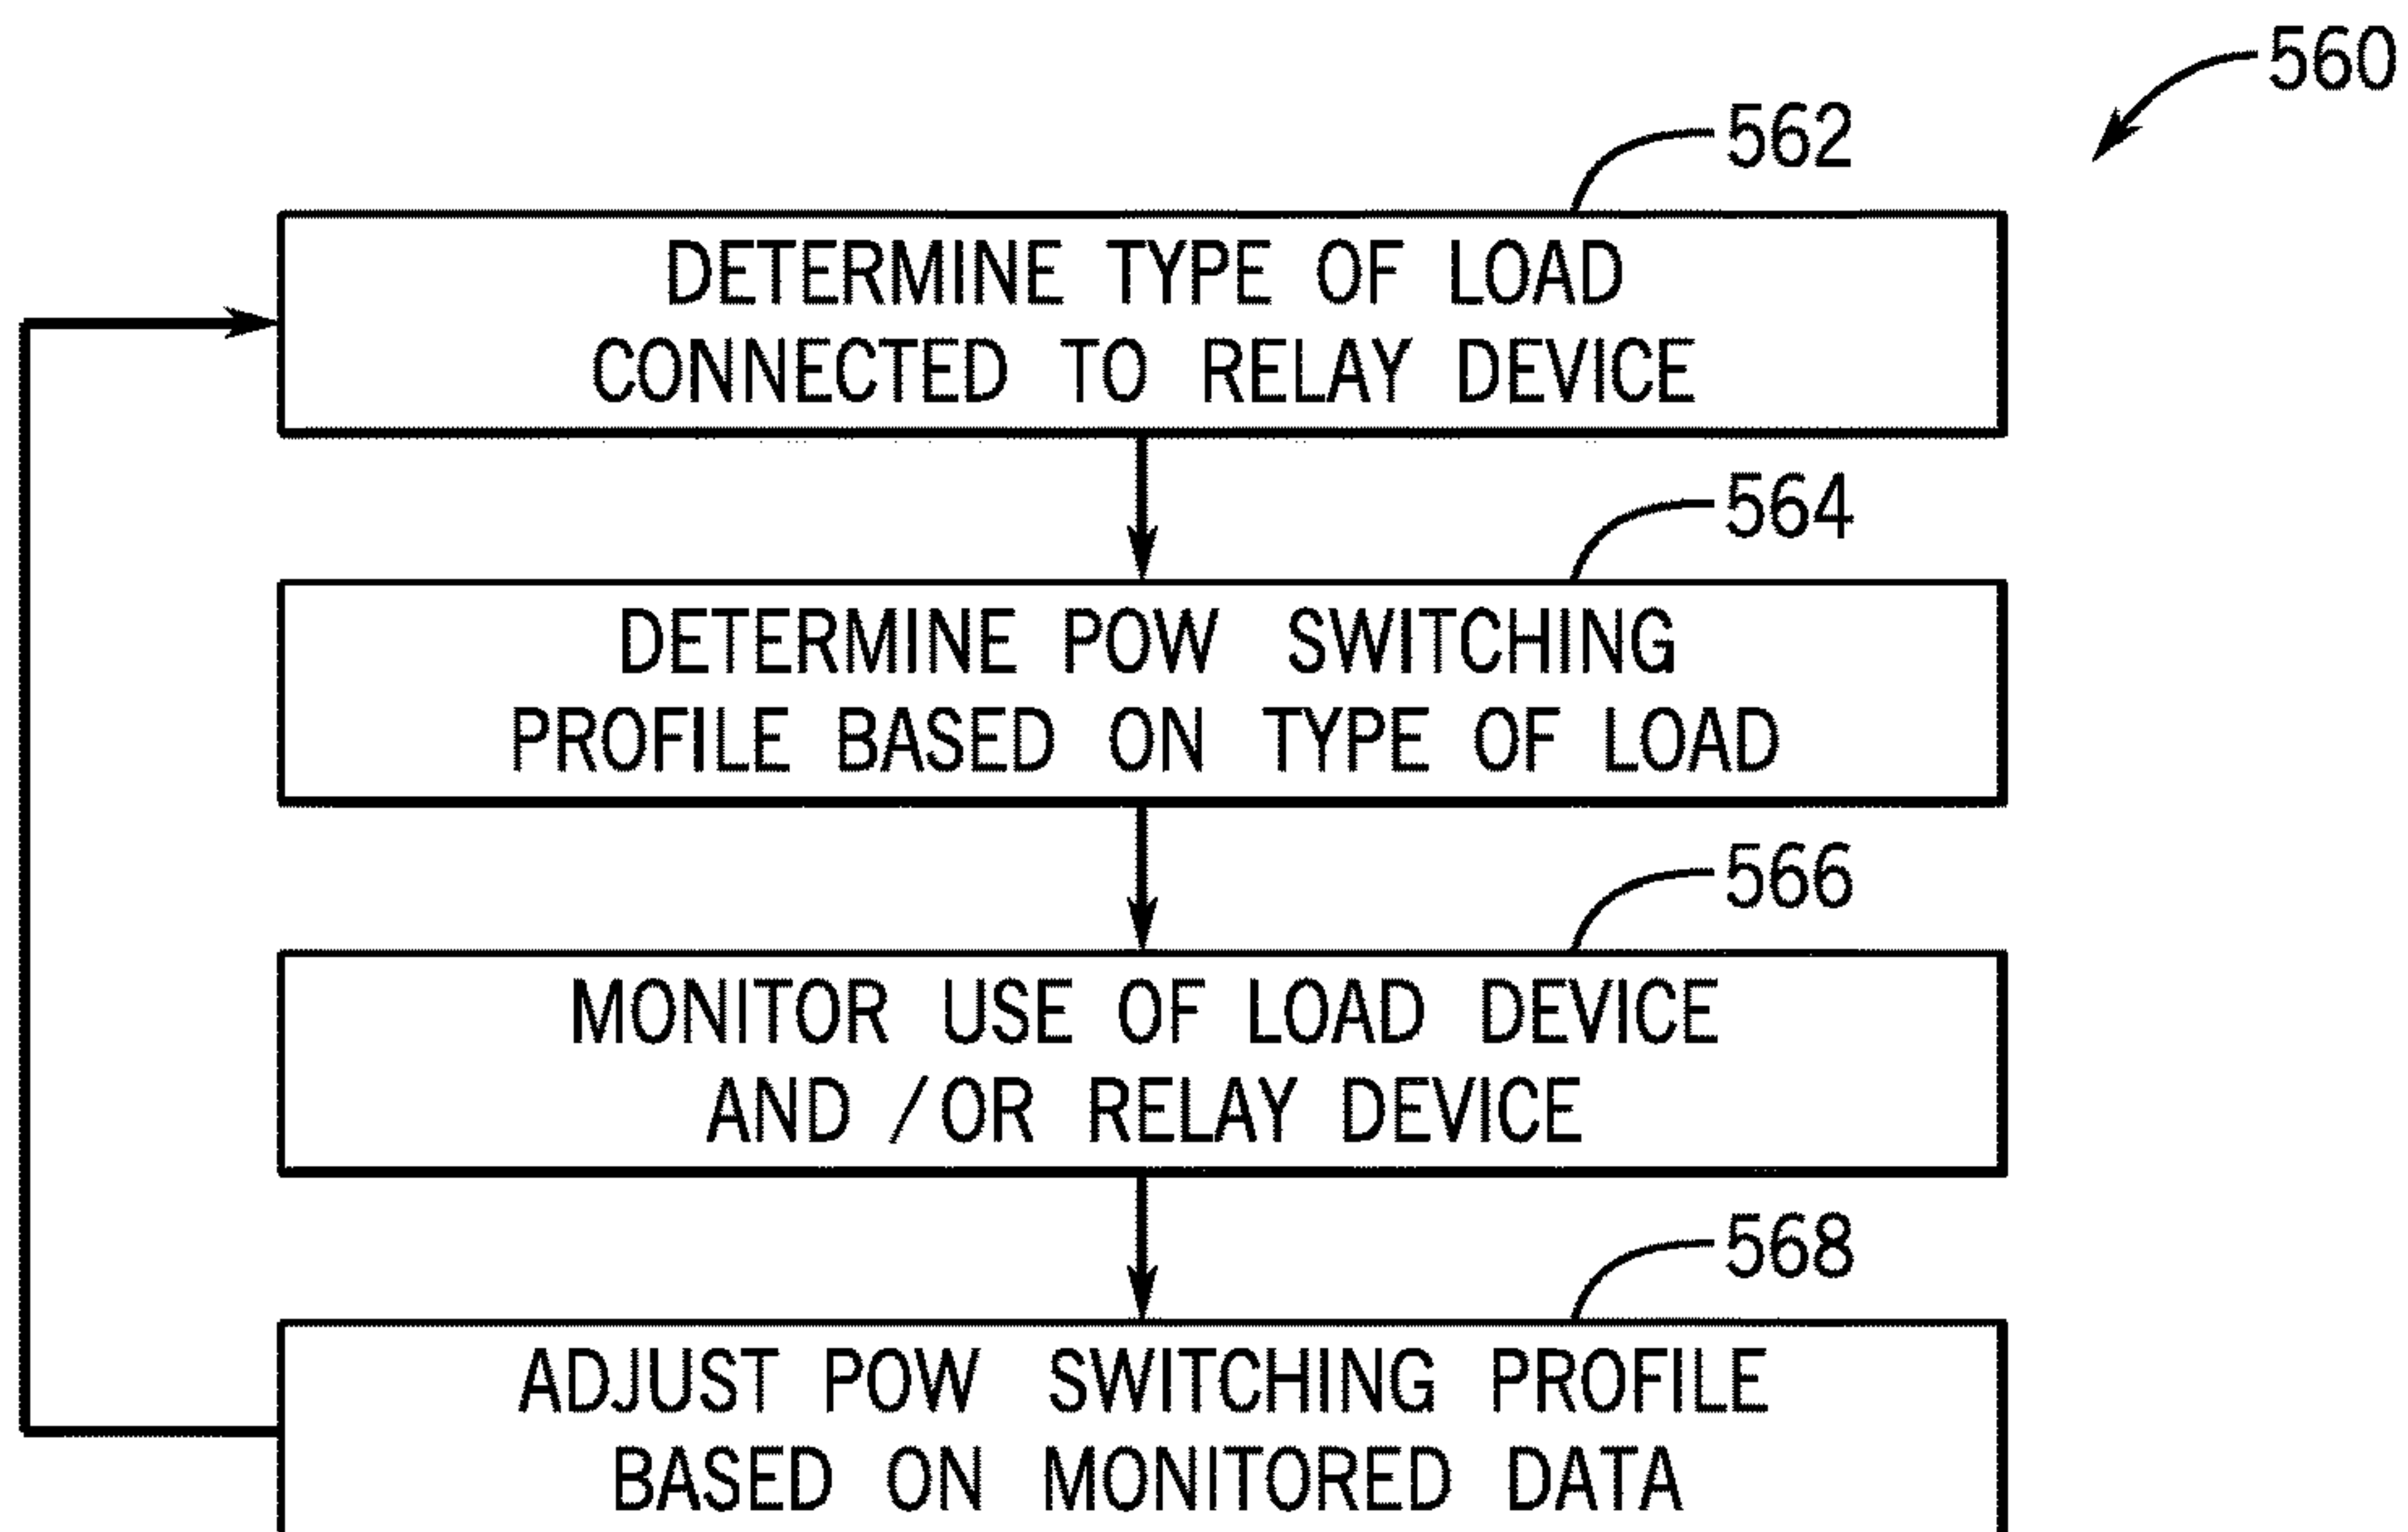 560
562
DETERMINE TYPE OF LOAD
CONNECTED TO RELAY DEVICE
564
DETERMINE POW SWITCHING
PROFILE BASED ON TYPE OF LOAD
566
MONITOR USE OF LOAD DEVICE
AND /OR RELAY DEVICE
568
ADJUST POW SWITCHING PROFILE
BASED ON MONITORED DATA